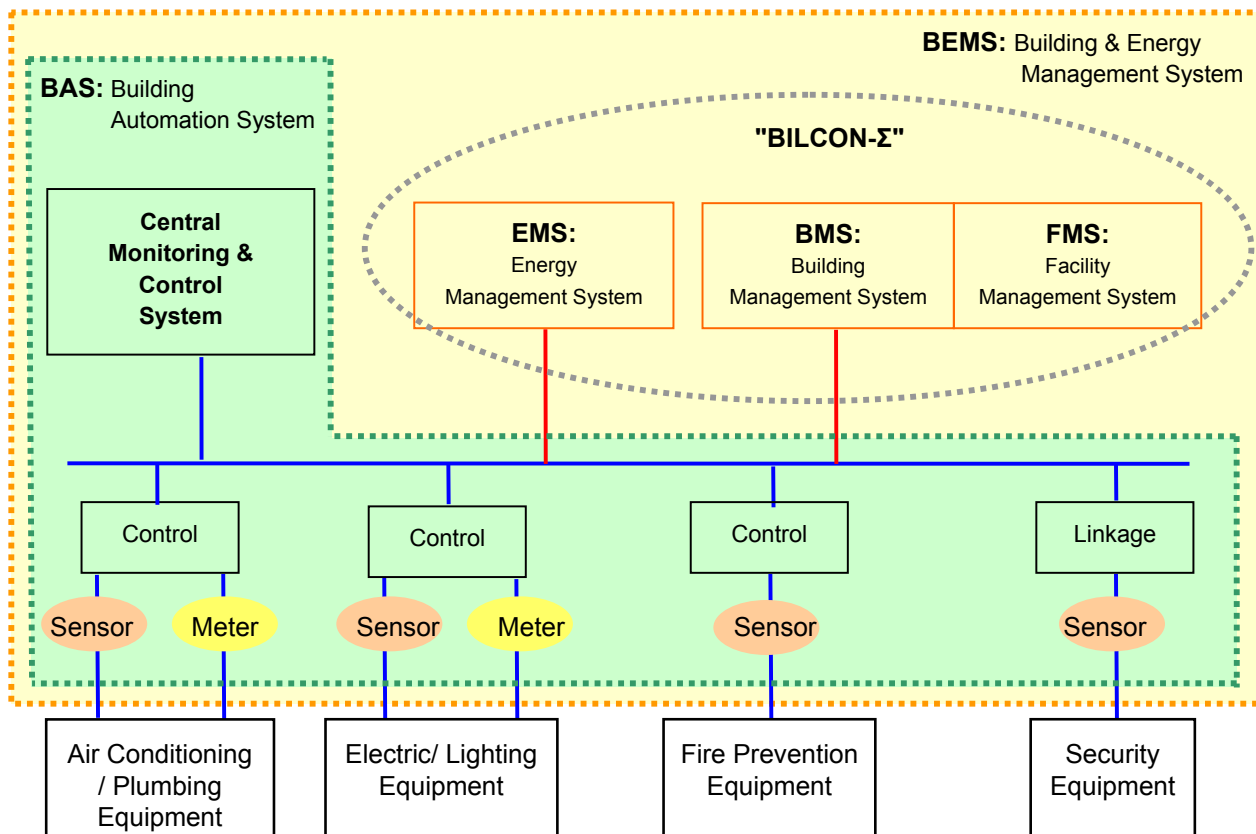 BEMS: Building & Energy
Management System
BAS: Building
Automation System
"BILCON-Σ"
Central
Monitoring &
Control
System
EMS:
Energy
Management System
BMS:
Building
Management System
FMS:
Facility
Management System
Control
Control
Control
Linkage
Sensor
Meter
Sensor
Meter
Sensor
Sensor
Air Conditioning
/ Plumbing
Equipment
Electric/ Lighting
Equipment
Fire Prevention
Equipment
Security
Equipment